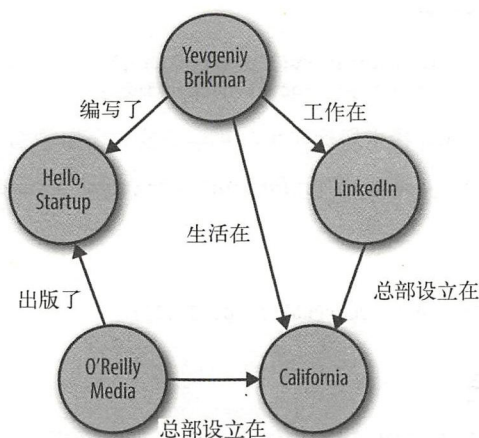 Yevgeniy
Brikman
编写了
工作在
Hello,
Startup
LinkedIn
生活在
出版了
总部设立在
O'Reilly
Media
California
总部设立在